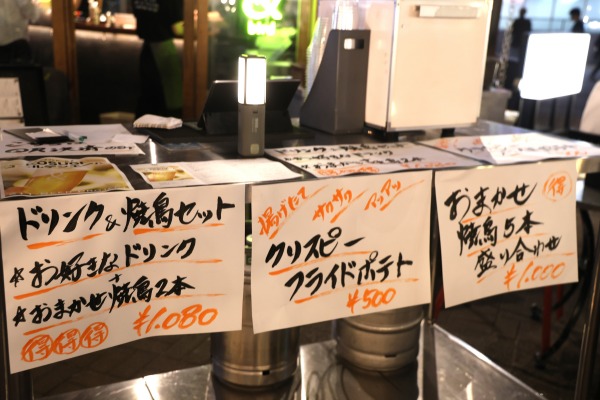 ドリンク&焼鳥セット
★お好きなドリンク
+
★おまかせ焼鳥2本
得得得 ¥1.080
揚げたて サクサク アツアツ
クリスピー
フライドポテト
¥500
おまかせ 得
焼鳥5本
盛り合わせ
¥1.000